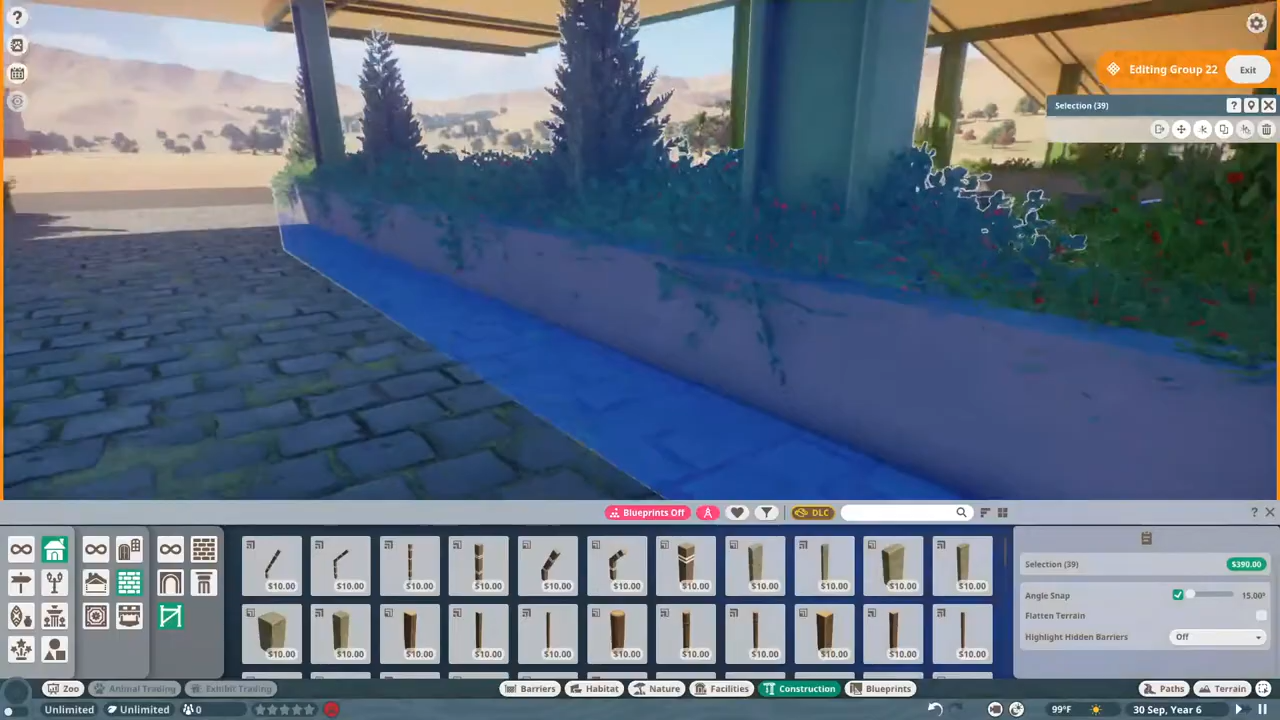 ?
Editing Group 22
Exit
Selection (39)
?
Blueprints Off
DLC
?
$10.00 $10.00 $10.00 $10.00 $10.00 $10.00 $10.00 $10.00 $10.00 $10.00 $10.00
$10.00 $10.00 $10.00 $10.00 $10.00 $10.00 $10.00 $10.00 $10.00 $10.00 $10.00
Selection (39)
$390.00
Angle Snap
15.00°
Flatten Terrain
Highlight Hidden Barriers
Off
Zoo
Animal Trading
Exhibit Trading
Barriers
Habitat
Nature
Facilities
Construction
Blueprints
Paths
Terrain
Unlimited
Unlimited
0
99°F
30 Sep, Year 6